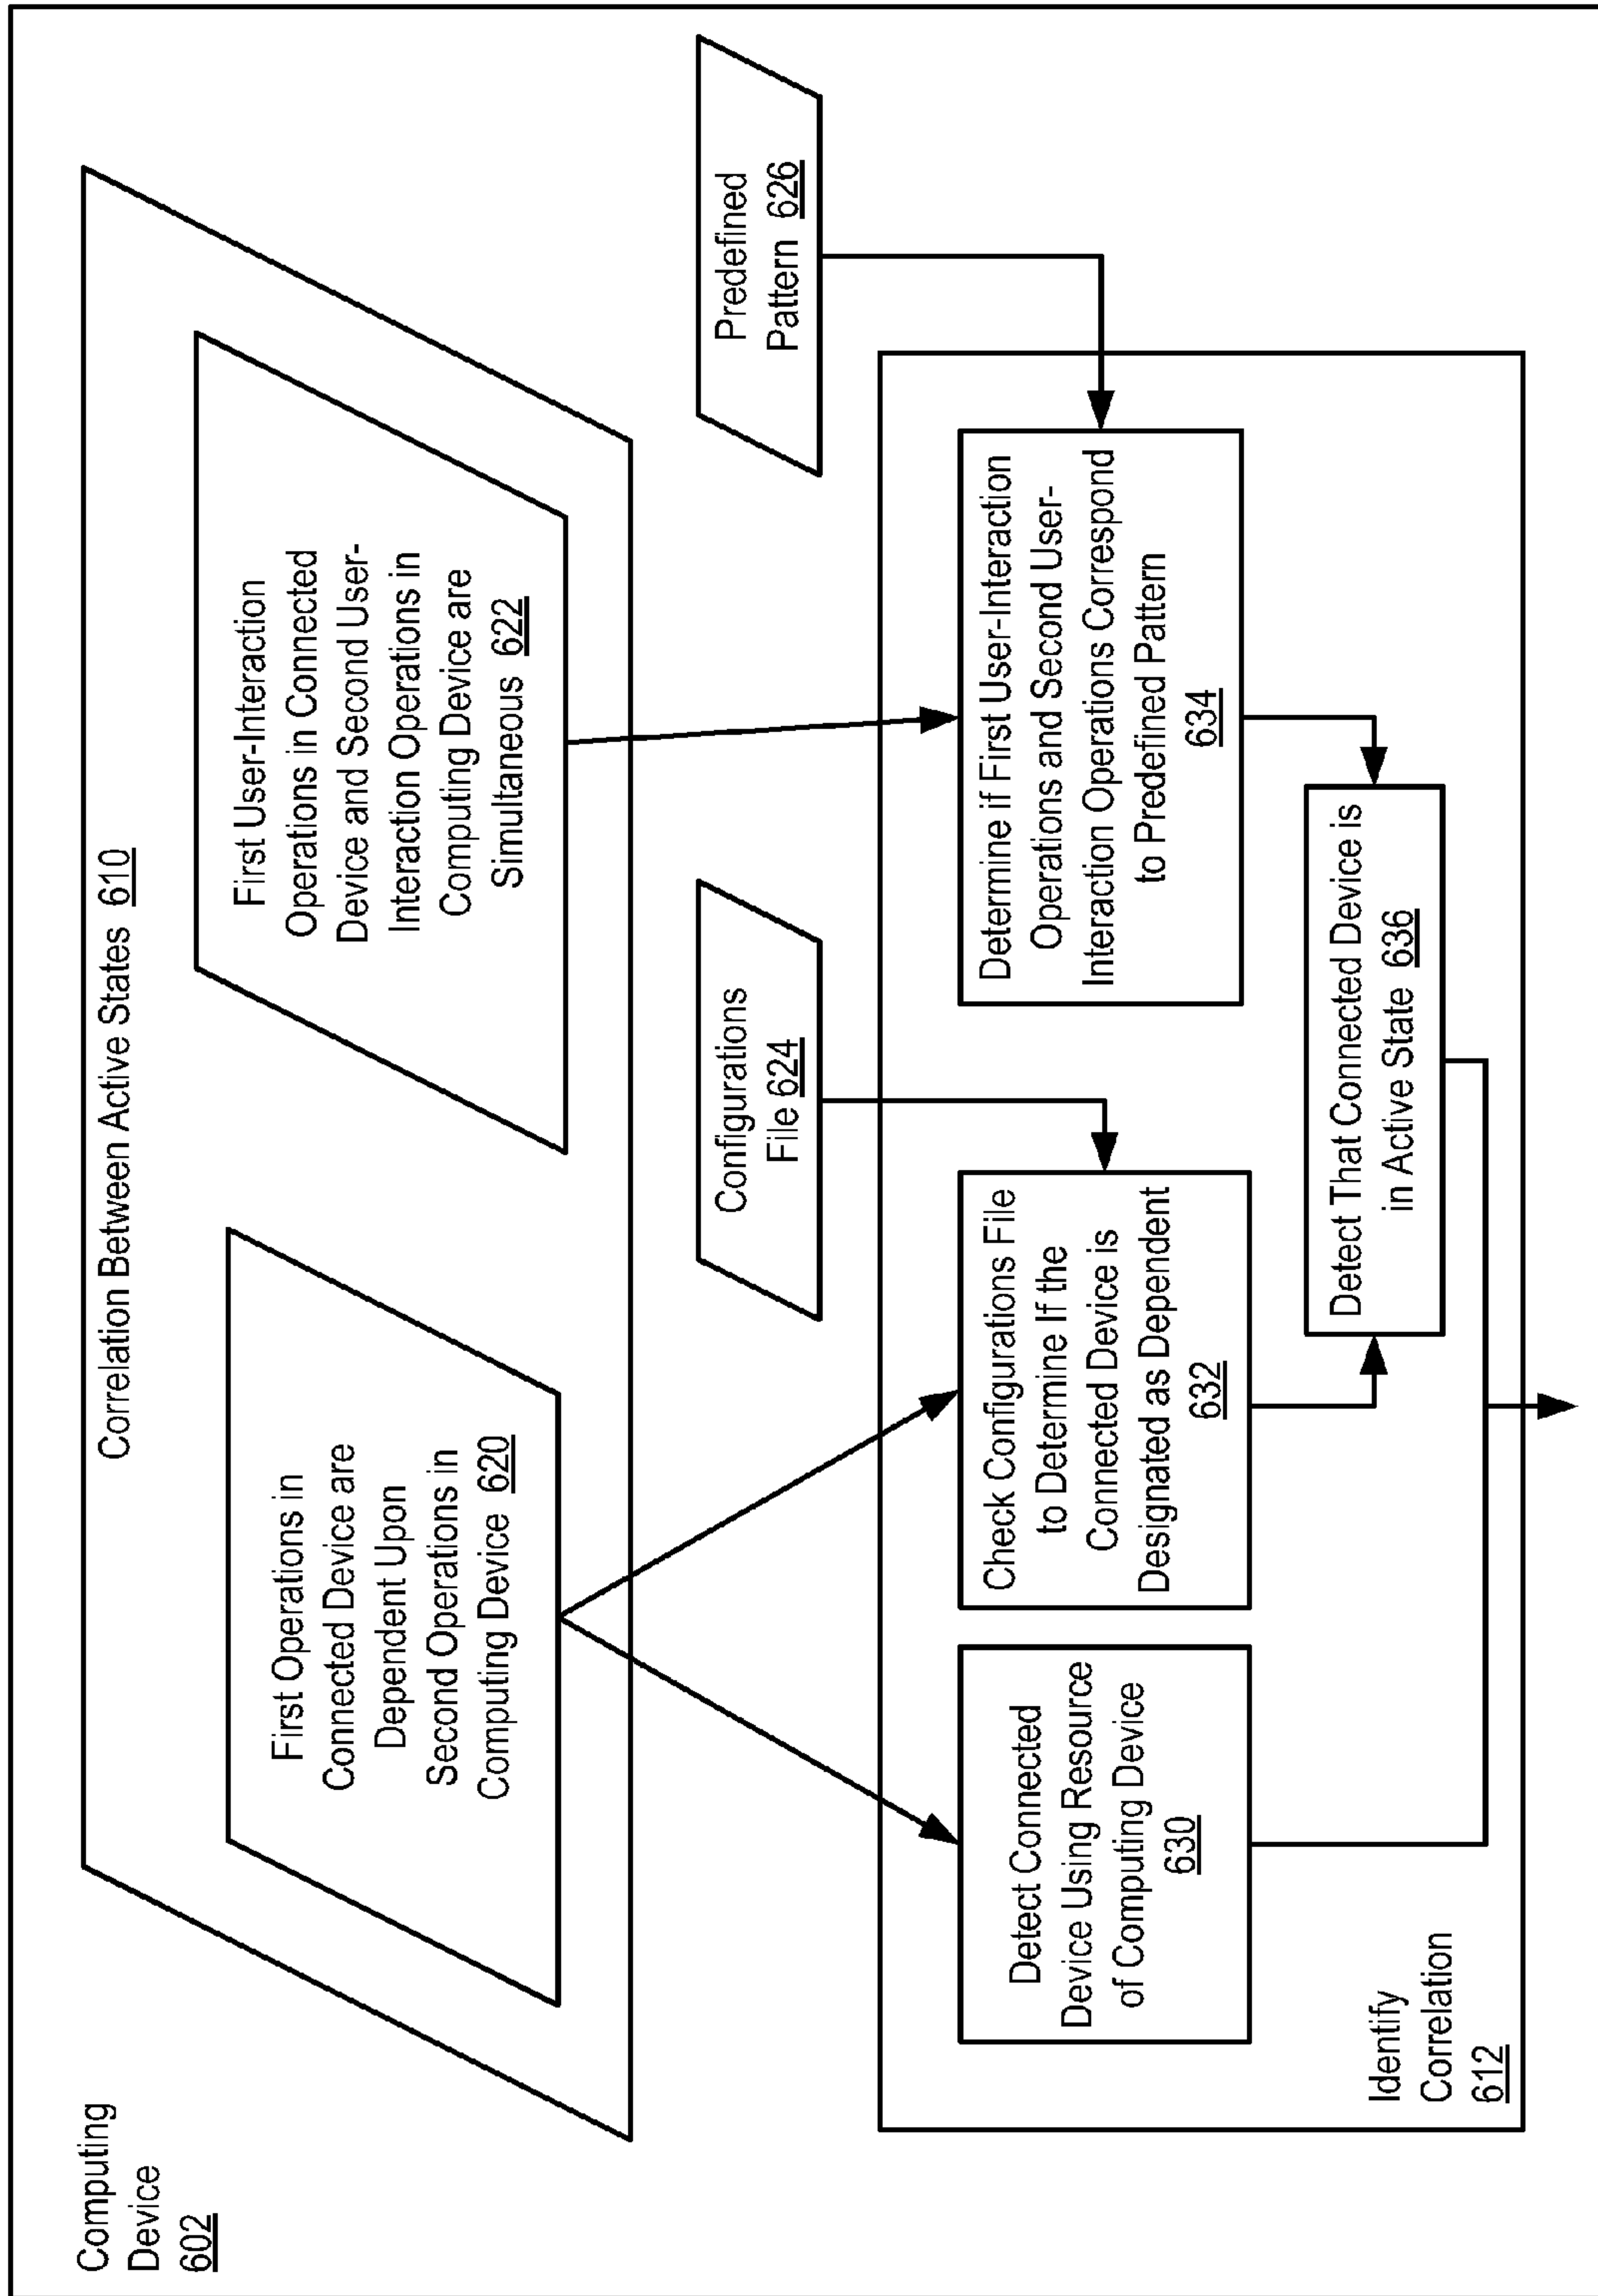 Computing
Device
602
Correlation Between Active States 610
First Operations in
Connected Device are
Dependent Upon
Second Operations in
Computing Device 620
First User-Interaction
Operations in Connected
Device and Second User-
Interaction Operations in
Computing Device are
Simultaneous 622
Configurations
File 624
Predefined
Pattern 626
Detect Connected
Device Using Resource
of Computing Device
630
Check Configurations File
to Determine If the
Connected Device is
Designated as Dependent
632
Determine if First User-Interaction
Operations and Second User-
Interaction Operations Correspond
to Predefined Pattern
634
Detect That Connected Device is
in Active State 636
Identify
Correlation
612